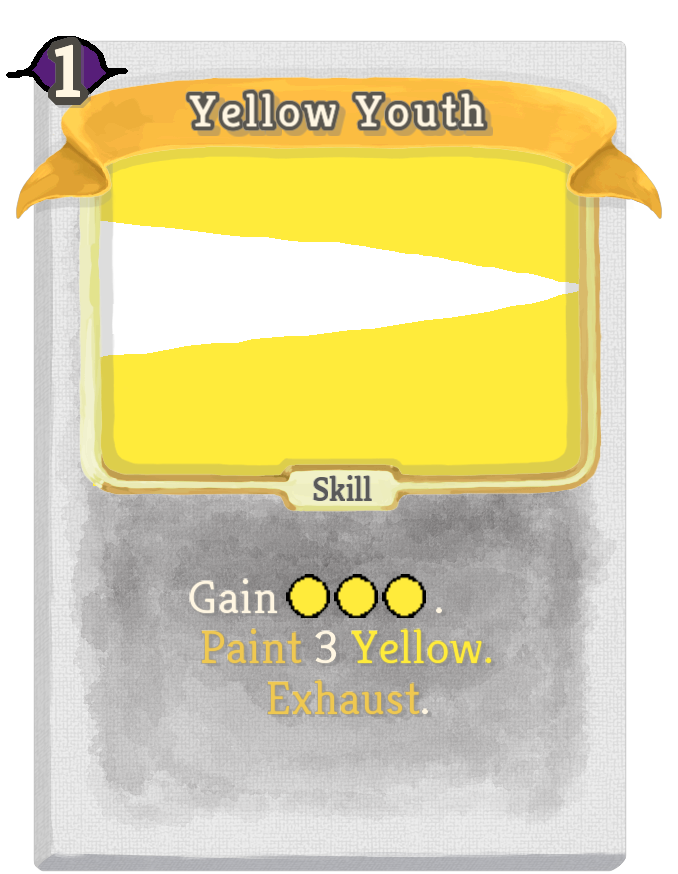 1
Yellow Youth
Skill
Gain .
Paint 3 Yellow.
Exhaust.